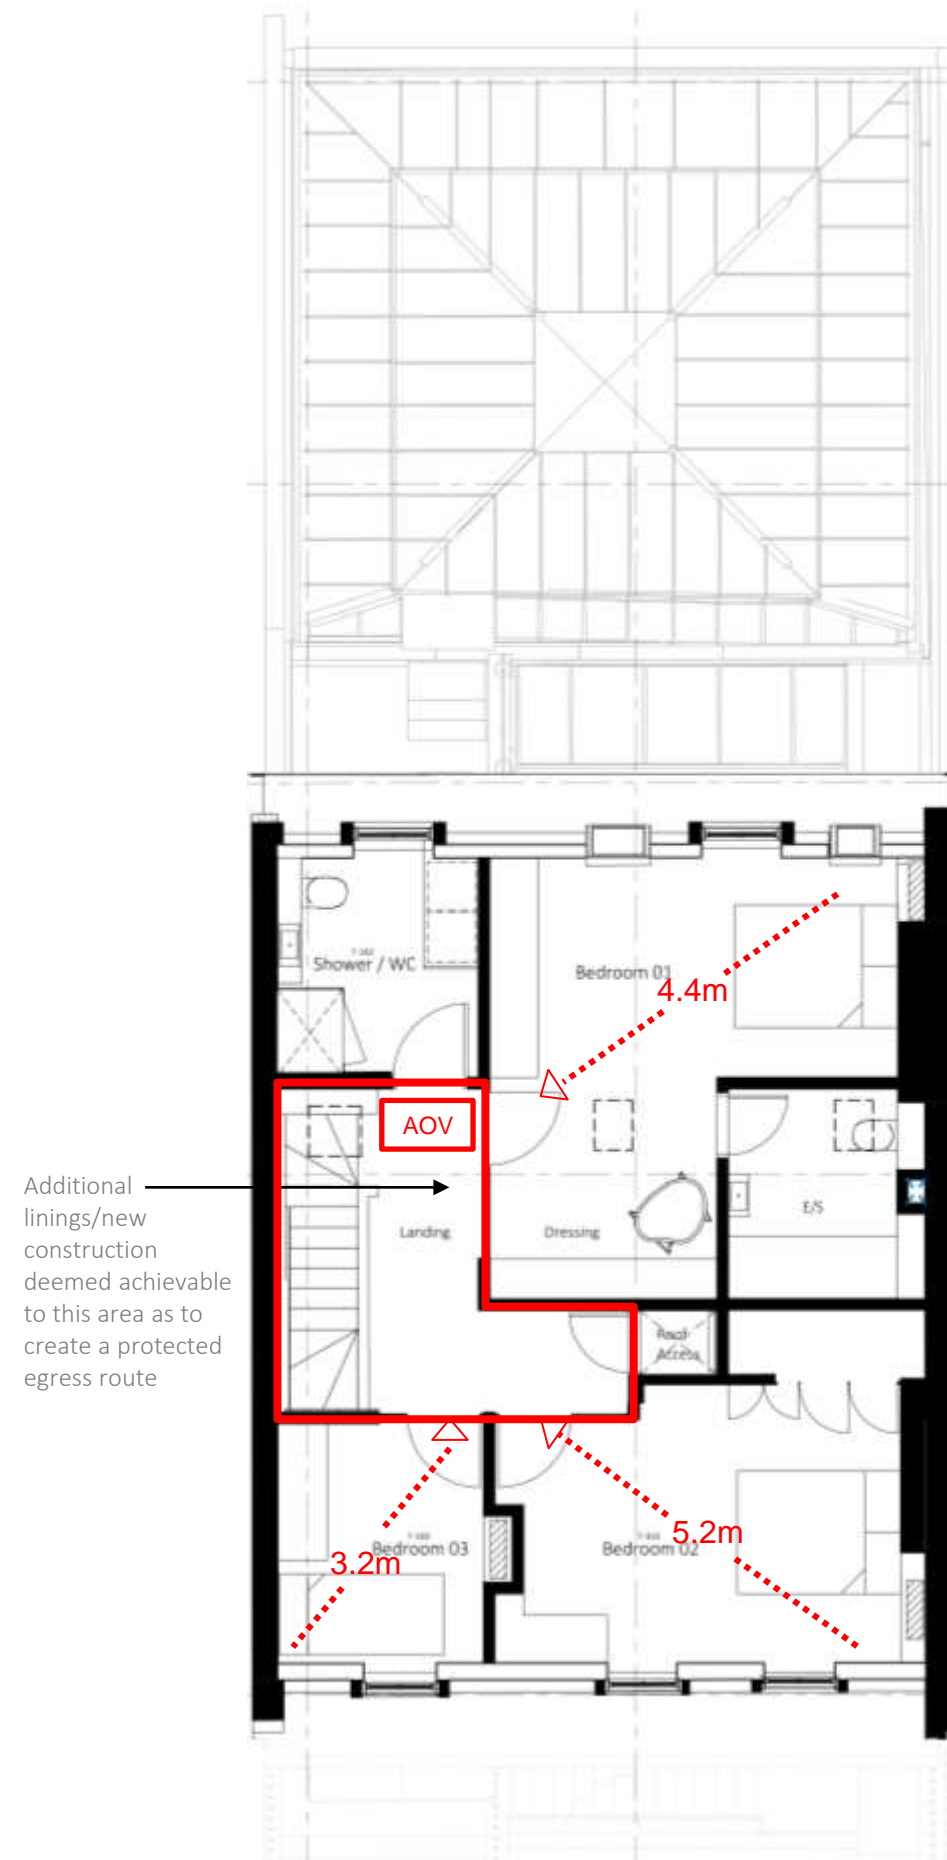 Shower / WC
Bedroom 01
4.4m
AOV
Additional
linings/new
construction
deemed achievable
to this area as to
create a protected
egress route
Landing
Dressing
E/S
Roof
Access
Bedroom 03
3.2m
Bedroom 02
5.2m